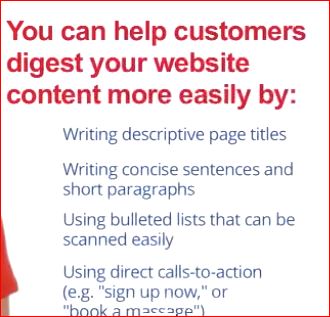 You can help customers
digest your website
content more easily by:
Writing descriptive page titles
Writing concise sentences and
short paragraphs
Using bulleted lists that can be
scanned easily
Using direct calls-to-action
(e.g. "sign up now," or
"book a massage")